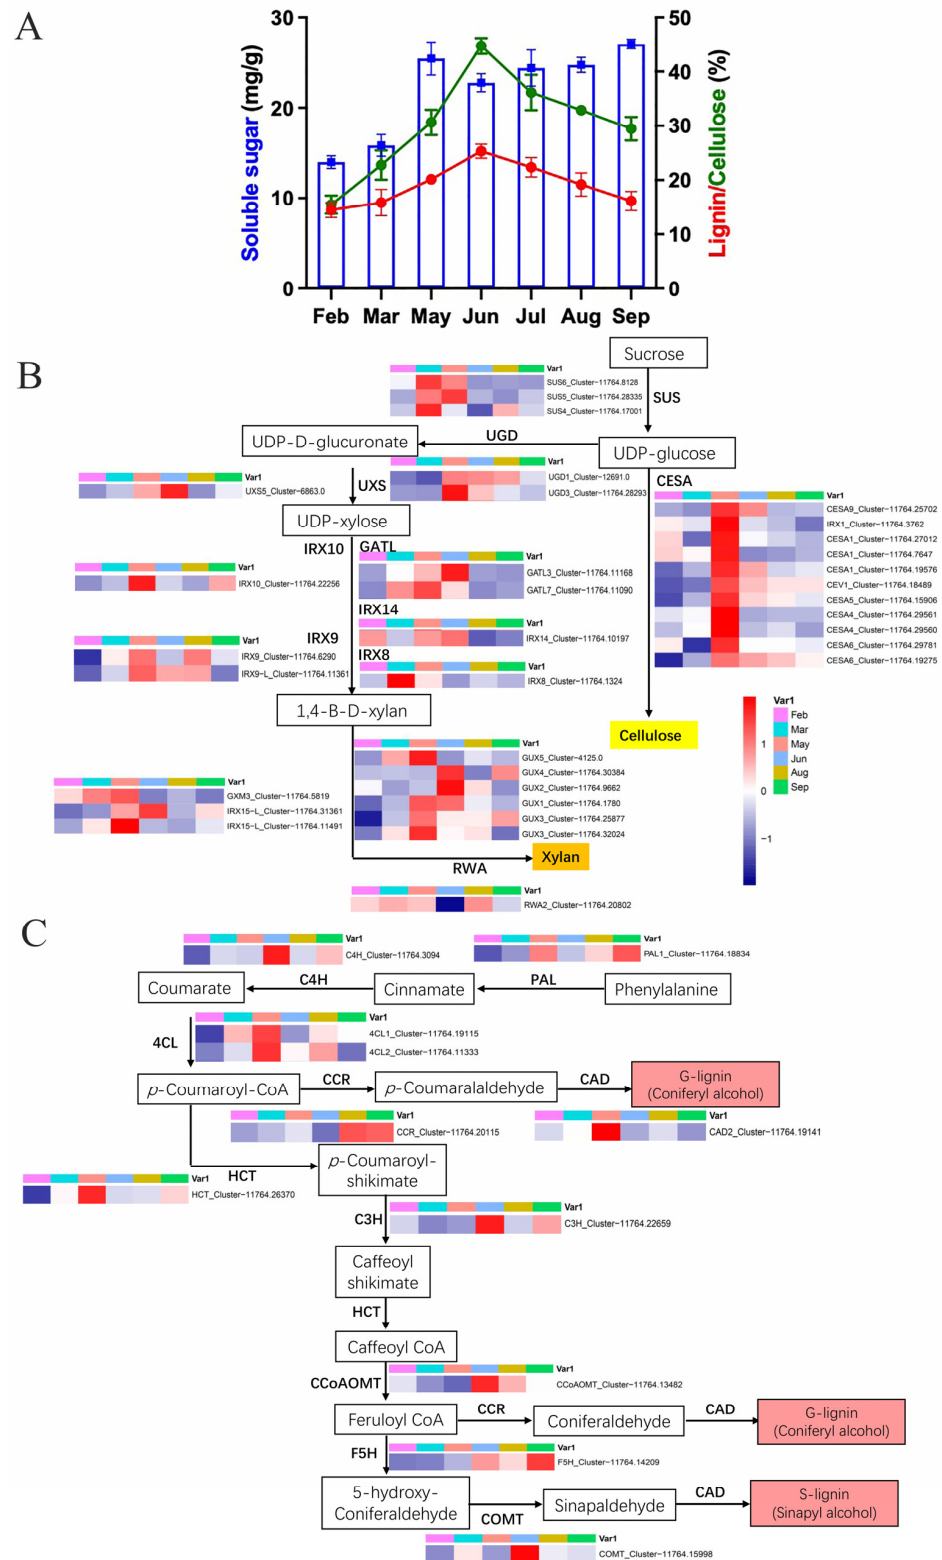 A
Soluble sugar (mg/g)
30
20
10
0
50
40
30
20
10
0
Lignin/Cellulose (%)
Feb Mar May Jun Jul Aug Sep
B
Sucrose
SUS
Var1
SUS6_Cluster-11764.8128
SUS5_Cluster-11764.28335
SUS4_Cluster-11764.17001
UDP-D-glucuronate
UGD
UDP-glucose
UXS
Var1
UGD1_Cluster-12691.0
UGD3_Cluster-11764.28293
Var1
UXS5_Cluster-6863.0
CESA
Var1
CESA9_Cluster-11764.25702
IRX1_Cluster-11764.3762
CESA1_Cluster-11764.27012
CESA1_Cluster-11764.7647
CESA1_Cluster-11764.19576
CEV1_Cluster-11764.18489
CESA5_Cluster-11764.15906
CESA4_Cluster-11764.29561
CESA4_Cluster-11764.29560
CESA6_Cluster-11764.29781
CESA6_Cluster-11764.19275
UDP-xylose
IRX10
GATL
Var1
GATL3_Cluster-11764.11168
GATL7_Cluster-11764.11090
Var1
IRX10_Cluster-11764.22256
IRX14
Var1
IRX14_Cluster-11764.10197
IRX9
Var1
IRX9_Cluster-11764.6290
IRX9-L_Cluster-11764.11361
IRX8
Var1
IRX8_Cluster-11764.1324
1,4-B-D-xylan
Cellulose
1
0
-1
Var1
Feb
Mar
May
Jun
Aug
Sep
Var1
GUX5_Cluster-4125.0
GUX4_Cluster-11764.30384
GUX2_Cluster-11764.9662
GUX1_Cluster-11764.1780
GUX3_Cluster-11764.25877
GUX3_Cluster-11764.32024
Var1
GXM3_Cluster-11764.5819
IRX15-L_Cluster-11764.31361
IRX15-L_Cluster-11764.11491
Xylan
RWA
Var1
RWA2_Cluster-11764.20802
C
Var1
C4H_Cluster-11764.3094
Var1
PAL1_Cluster-11764.18834
Coumarate
C4H
Cinnamate
PAL
Phenylalanine
4CL
Var1
4CL1_Cluster-11764.19115
4CL2_Cluster-11764.11333
p-Coumaroyl-CoA
CCR
p-Coumaralaldehyde
CAD
G-lignin
(Coniferyl alcohol)
Var1
CCR_Cluster-11764.20115
Var1
CAD2_Cluster-11764.19141
HCT
p-Coumaroyl-
shikimate
Var1
HCT_Cluster-11764.26370
C3H
Var1
C3H_Cluster-11764.22659
Caffeoyl
shikimate
HCT
Caffeoyl CoA
CCoAOMT
Var1
CCoAOMT_Cluster-11764.13482
Feruloyl CoA
CCR
Coniferaldehyde
CAD
G-lignin
(Coniferyl alcohol)
F5H
Var1
F5H_Cluster-11764.14209
5-hydroxy-
Coniferaldehyde
COMT
Sinapaldehyde
CAD
S-lignin
(Sinapyl alcohol)
Var1
COMT_Cluster-11764.15998